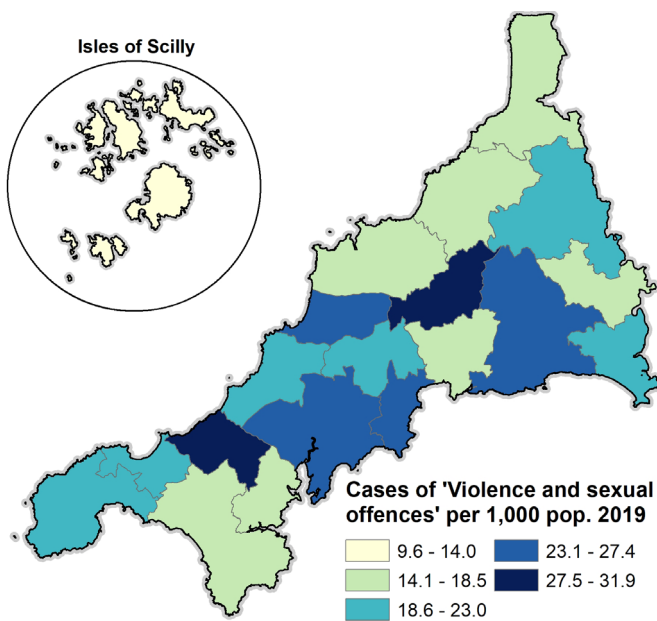 Isles of Scilly
Cases of 'Violence and sexual
offences' per 1,000 pop. 2019
9.6 - 14.0
14.1 - 18.5
18.6 - 23.0
23.1 - 27.4
27.5 - 31.9